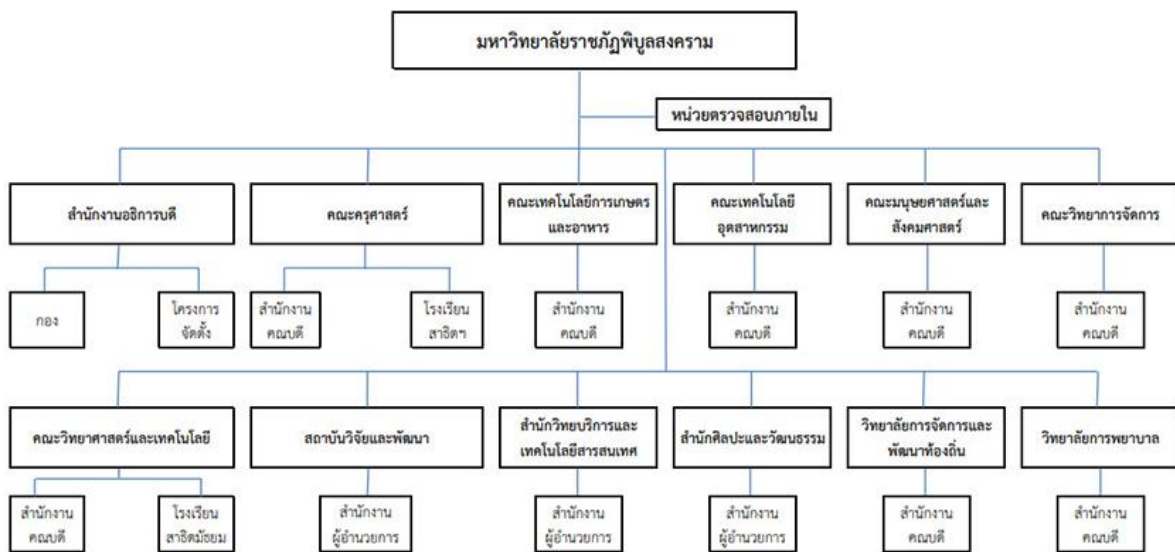 มหาวิทยาลัยราชภัฏพิบูลสงคราม
หน่วยตรวจสอบภายใน
สำนักงานอธิการบดี
คณะครุศาสตร์
คณะเทคโนโลยีการเกษตร
และอาหาร
คณะเทคโนโลยี
อุตสาหกรรม
คณะมนุษยศาสตร์และ
สังคมศาสตร์
คณะวิทยาการจัดการ
กอง
โครงการ
จัดตั้ง
สำนักงาน
คณบดี
โรงเรียน
สาธิตฯ
สำนักงาน
คณบดี
สำนักงาน
คณบดี
สำนักงาน
คณบดี
สำนักงาน
คณบดี
คณะวิทยาศาสตร์และเทคโนโลยี
สถาบันวิจัยและพัฒนา
สำนักวิทยบริการและ
เทคโนโลยีสารสนเทศ
สำนักศิลปะและวัฒนธรรม
วิทยาลัยการจัดการและ
พัฒนาท้องถิ่น
วิทยาลัยการพยาบาล
สำนักงาน
คณบดี
โรงเรียน
สาธิตมัธยม
สำนักงาน
ผู้อำนวยการ
สำนักงาน
ผู้อำนวยการ
สำนักงาน
ผู้อำนวยการ
สำนักงาน
คณบดี
สำนักงาน
คณบดี